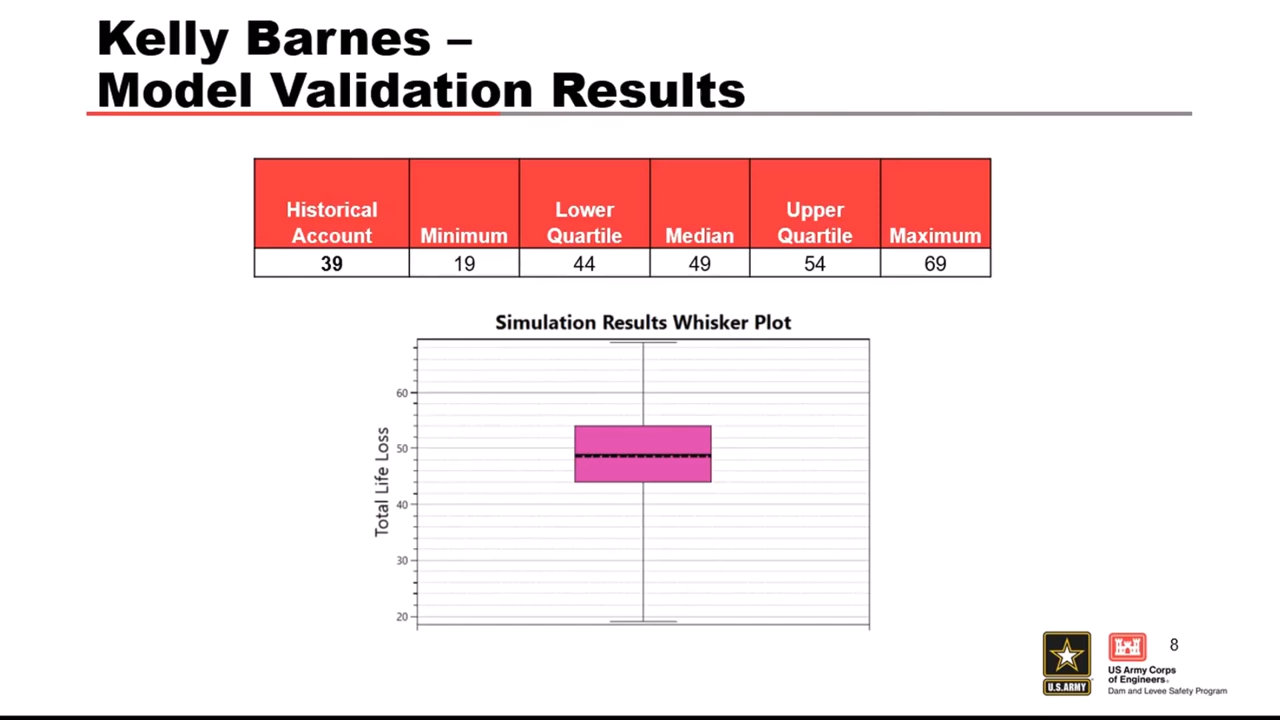 Kelly Barnes –
Model Validation Results
Historical Account
Minimum
Lower Quartile
Median
Upper Quartile
Maximum
39
19
44
49
54
69
Simulation Results Whisker Plot
Total Life Loss
60
50
40
30
20
U.S.ARMY
US Army Corps
of Engineers®
Dam and Levee Safety Program
8